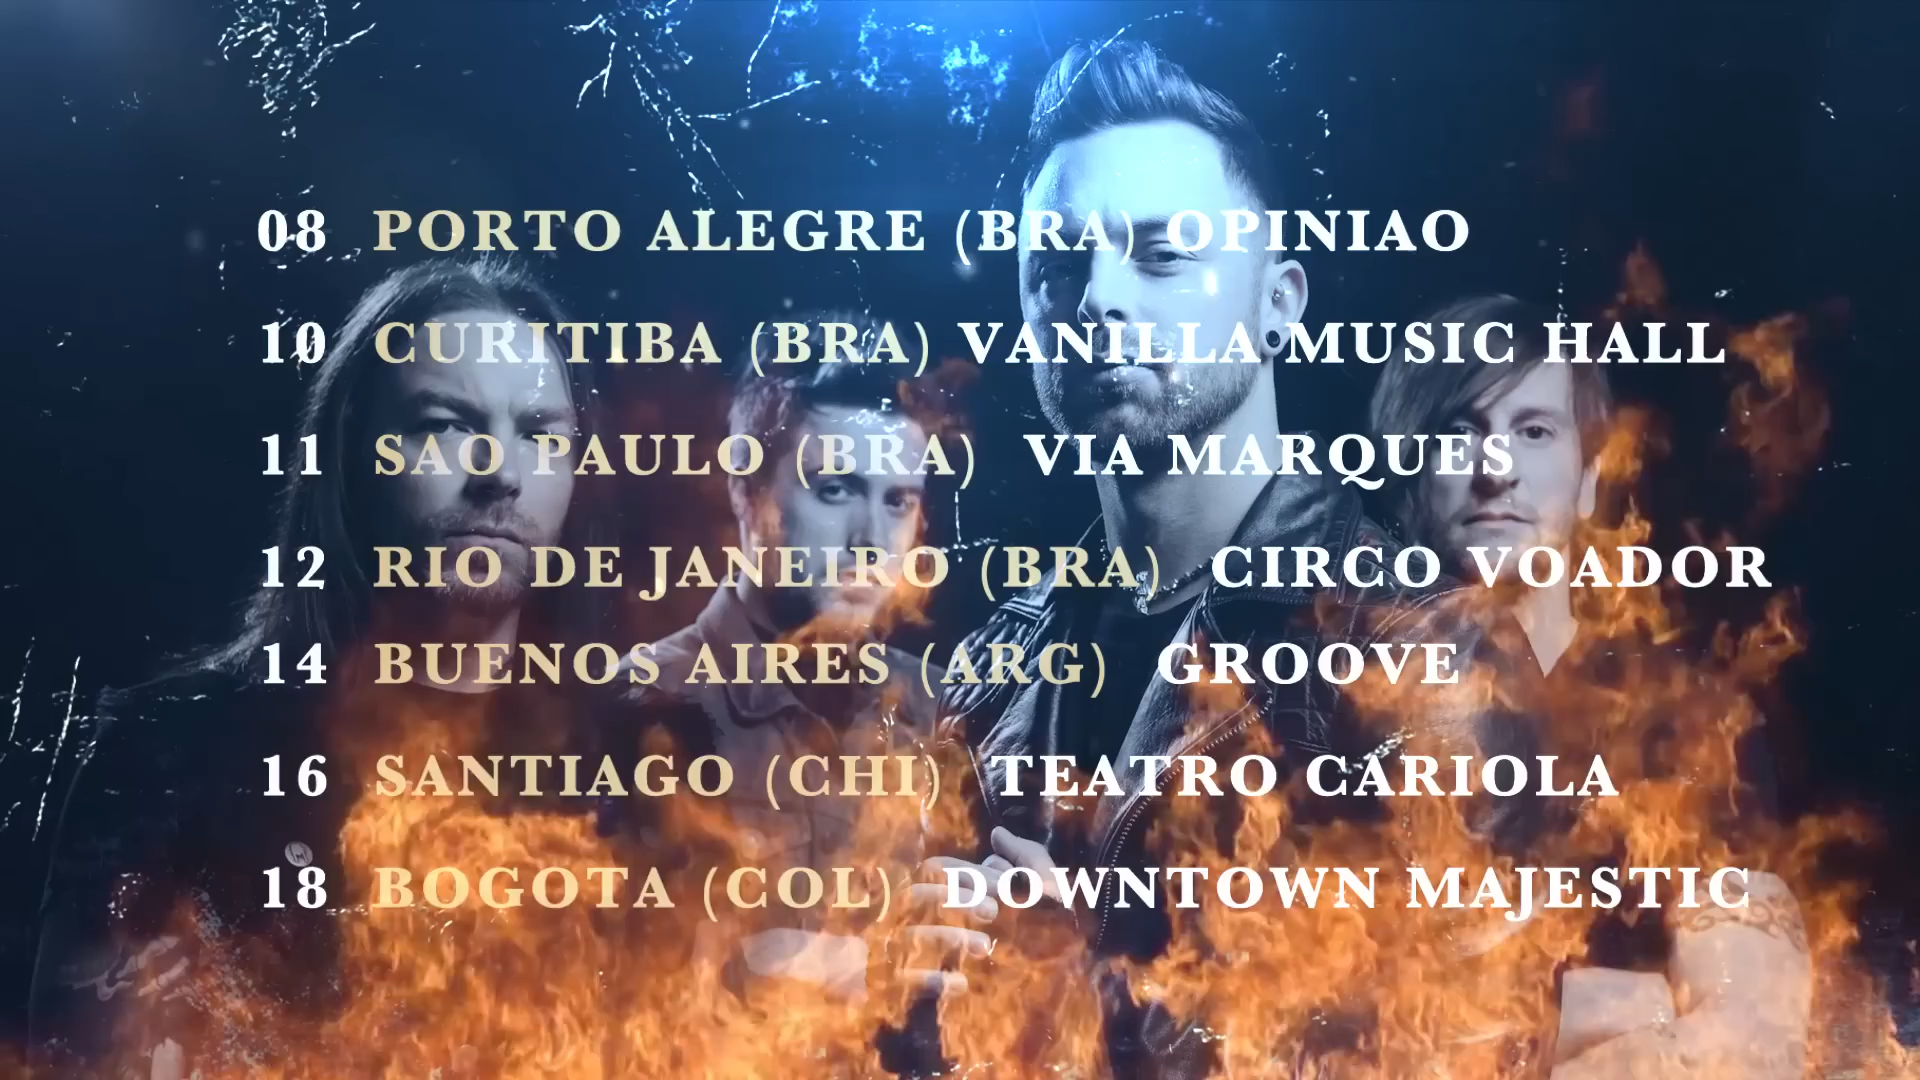 08 PORTO ALEGRE (BRA) OPINIAO
10 CURITIBA (BRA) VANILLA MUSIC HALL
11 SAO PAULO (BRA) VIA MARQUES
12 RIO DE JANEIRO (BRA) CIRCO VOADOR
14 BUENOS AIRES (ARG) GROOVE
16 SANTIAGO (CHI) TEATRO CARIOLA
18 BOGOTA (COL) DOWNTOWN MAJESTIC